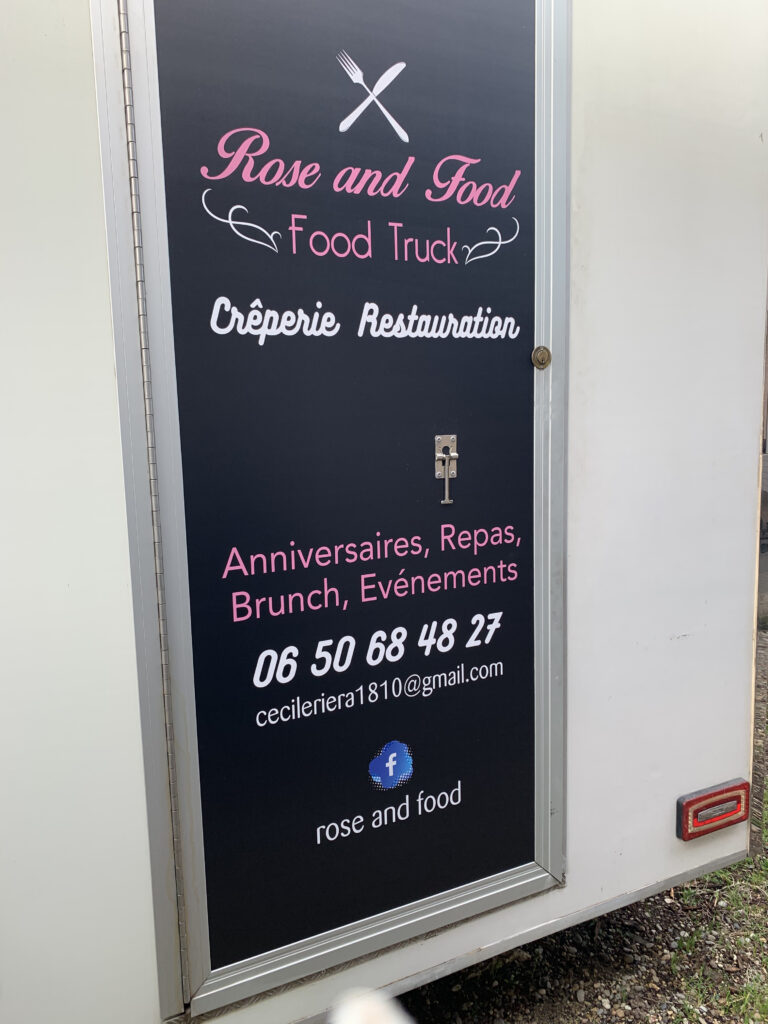 Rose and Food
Food Truck
Crêperie Restauration
Anniversaires, Repas,
Brunch, Evénements
06 50 68 48 27
cecileriera1810@gmail.com
f
rose and food